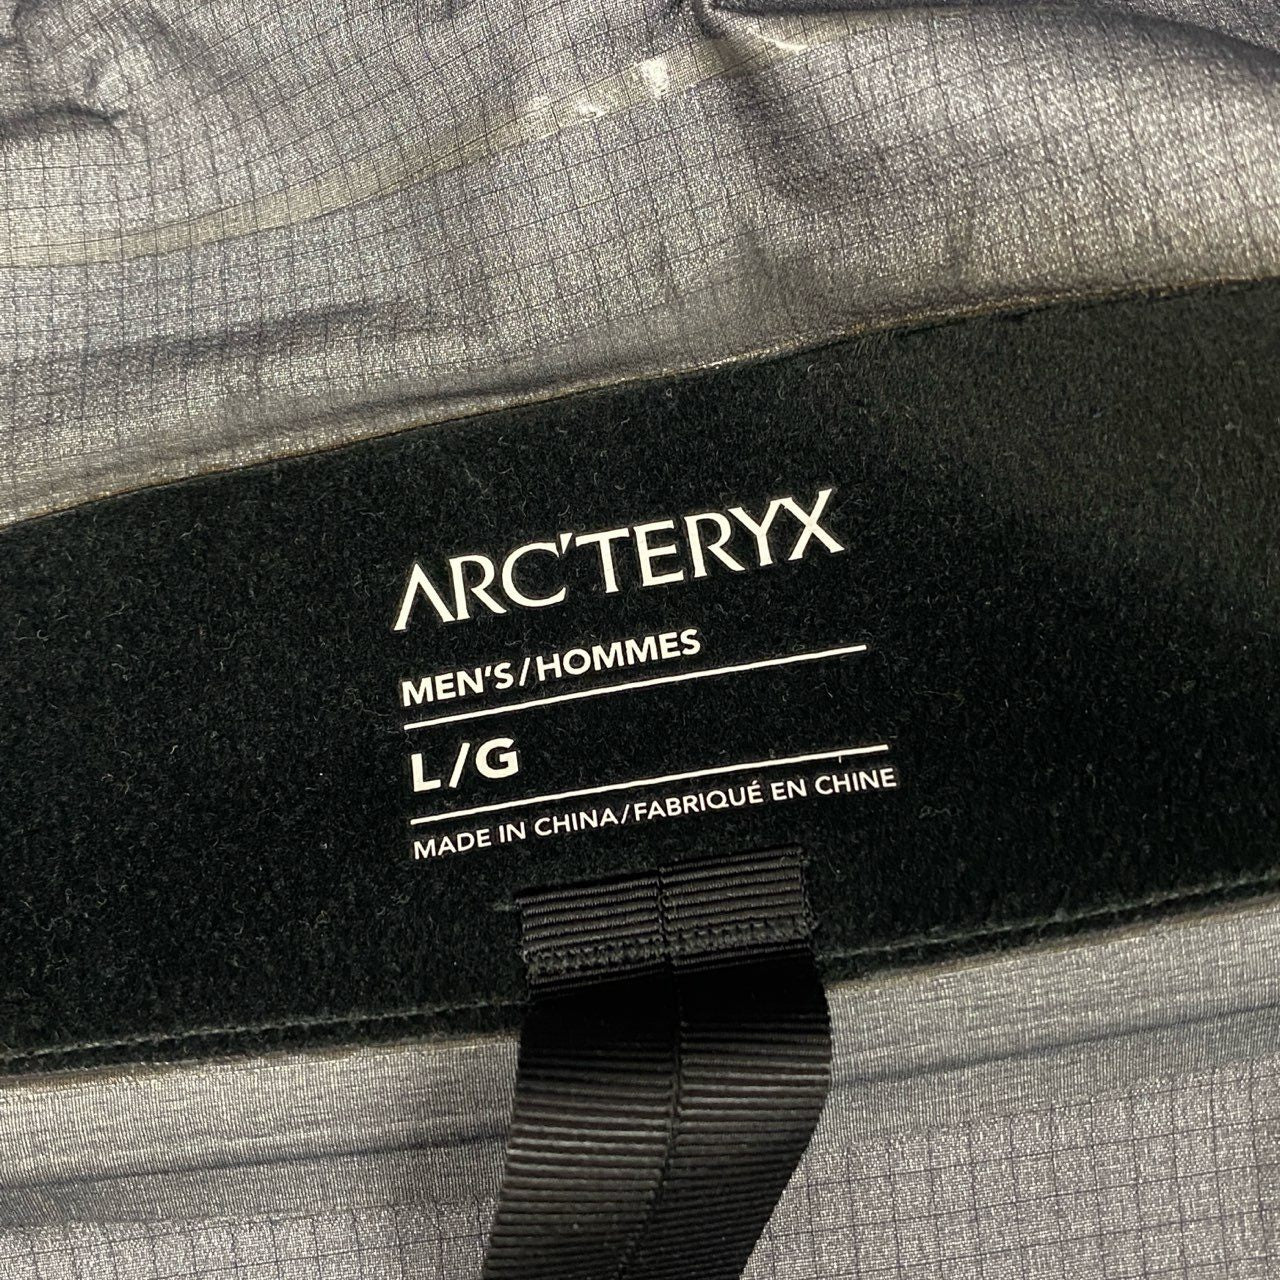 ARC'TERYX
MEN'S/HOMMES
L/G
MADE IN CHINA/FABRIQUÉ EN CHINE